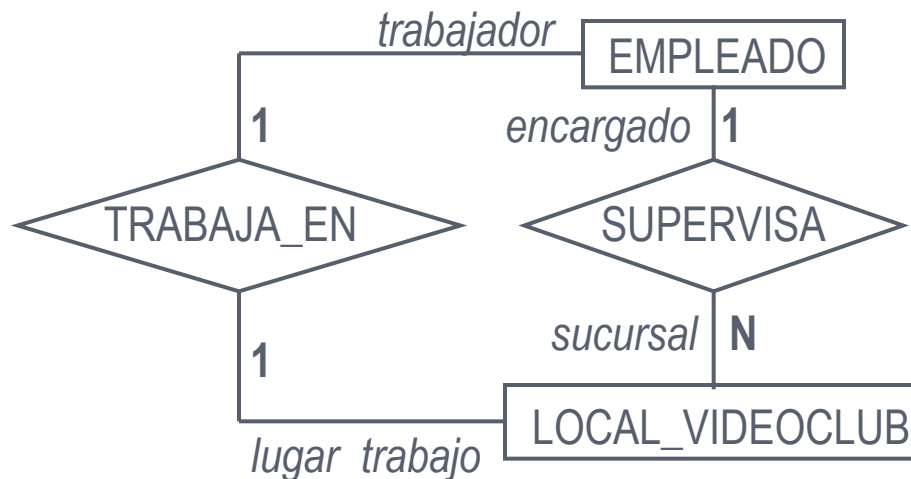 trabajador
EMPLEADO
1
encargado 1
TRABAJA_EN
SUPERVISA
sucursal N
1
LOCAL_VIDEOCLUB
lugar trabajo